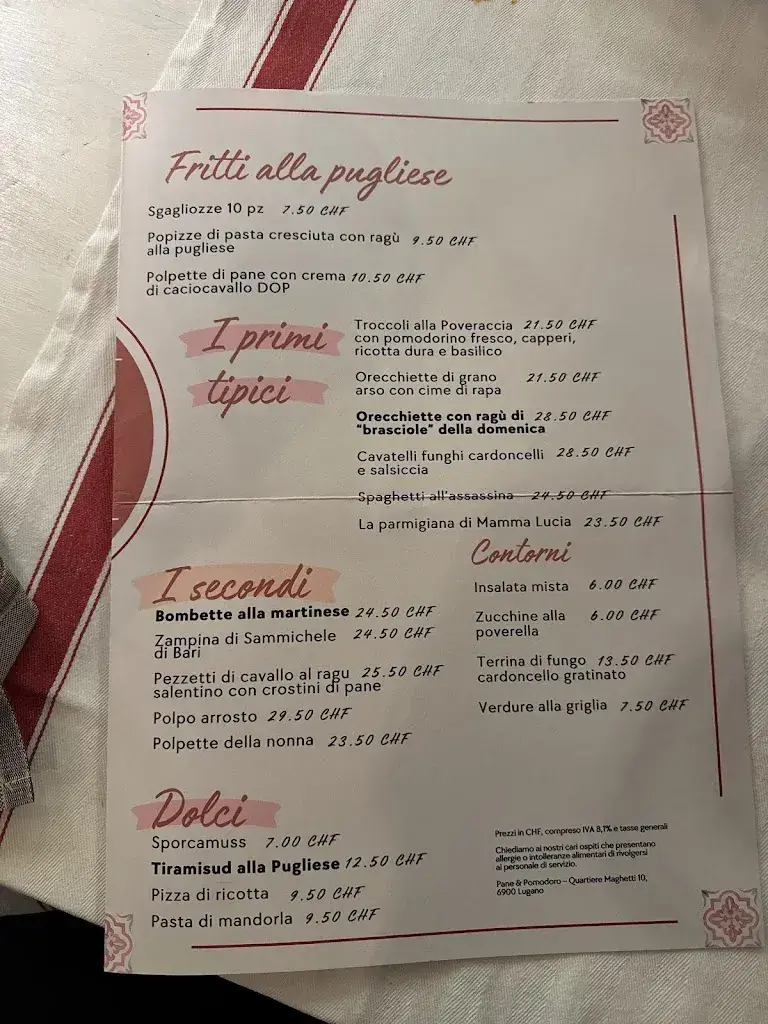 Fritti alla pugliese
Sgagliozze 10 pz 7.50 CHF
Popizze di pasta cresciuta con ragù 9.50 CHF
alla pugliese
Polpette di pane con crema 10.50 CHF
di caciocavallo DOP
I primi
tipici
Troccoli alla Poveraccia 21.50 CHF
con pomodorino fresco, capperi,
ricotta dura e basilico
Orecchiette di grano 21.50 CHF
arso con cime di rapa
Orecchiette con ragù di 28.50 CHF
"brasciole" della domenica
Cavatelli funghi cardoncelli 28.50 CHF
e salsiccia
Spaghetti all'assassina 24.50 CHF
La parmigiana di Mamma Lucia 23.50 CHF
I secondi
Bombette alla martinese 24.50 CHF
Zampina di Sammichele 24.50 CHF
di Bari
Pezzetti di cavallo al ragu 25.50 CHF
salentino con crostini di pane
Polpo arrosto 29.50 CHF
Polpette della nonna 23.50 CHF
Contorni
Insalata mista 6.00 CHF
Zucchine alla 6.00 CHF
poverella
Terrina di fungo 13.50 CHF
cardoncello gratinato
Verdure alla griglia 7.50 CHF
Dolci
Sporcamuss 7.00 CHF
Tiramisud alla Pugliese 12.50 CHF
Pizza di ricotta 9.50 CHF
Pasta di mandorla 9.50 CHF
Prezzi in CHF, compreso IVA 8,1% e tasse generali
Chiediamo ai nostri cari ospiti che presentano
allergie o intolleranze alimentari di rivolgersi
al personale di servizio.
Pane & Pomodoro – Quartiere Maghetti 10,
6900 Lugano